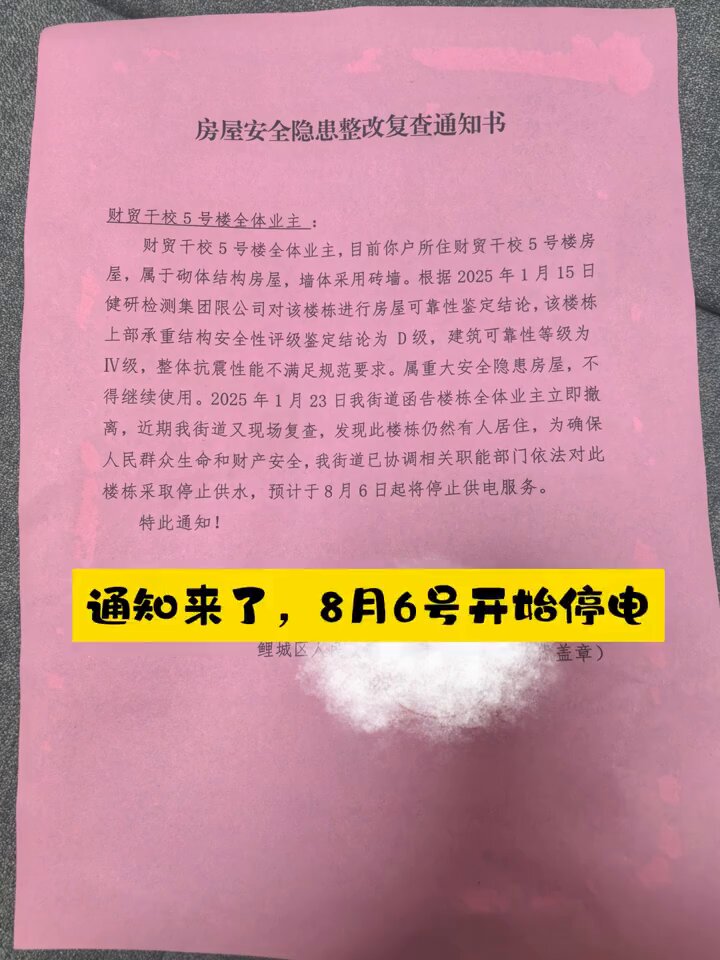 房屋安全隐患整改复查通知书
财贸干校5号楼全体业主：
财贸干校5号楼全体业主，目前你户所住财贸干校5号楼房
屋，属于砌体结构房屋，墙体采用砖墙。根据2025年1月15日
健研检测集团限公司对该楼栋进行房屋可靠性鉴定结论，该楼栋
上部承重结构安全性评级鉴定结论为 D级，建筑可靠性等级为
Ⅳ级，整体抗震性能不满足规范要求。属重大安全隐患房屋，不
得继续使用。2025年1月23日我街道函告楼栋全体业主立即撤
离，近期我街道又现场复查，发现此楼栋仍然有人居住，为确保
人民群众生命和财产安全，我街道已协调相关职能部门依法对此
楼栋采取停止供水，预计于8月6日起将停止供电服务。
特此通知！
通知来了，8月6号开始停电
鲤城区 盖章）